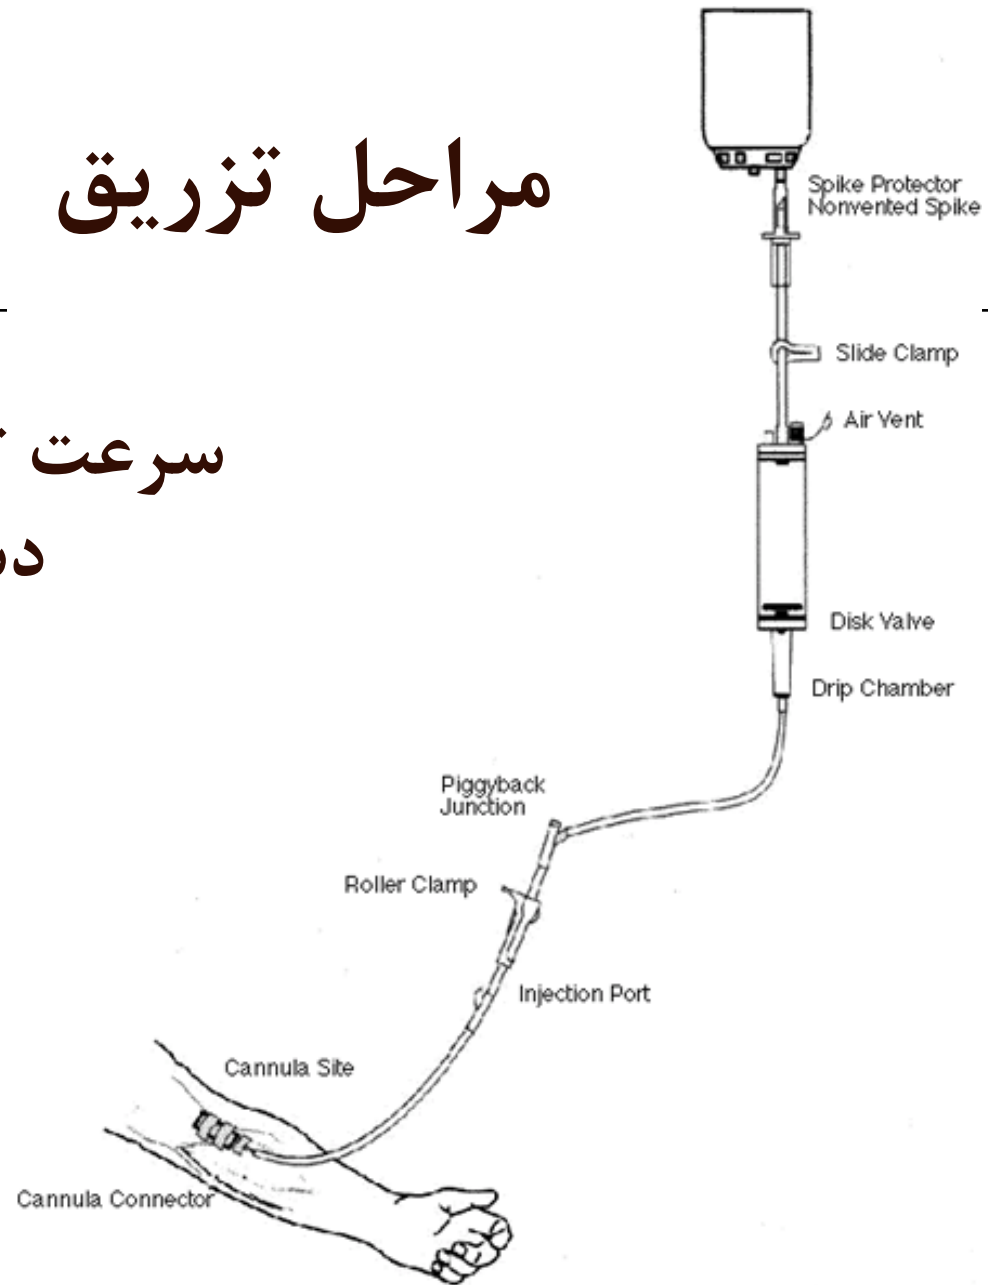 مراحل تزریق
سرعت
Spike Protector
Nonvented Spike
Slide Clamp
Air Vent
Disk Valve
Drip Chamber
Piggyback
Junction
Roller Clamp
Injection Port
Cannula Site
Cannula Connector